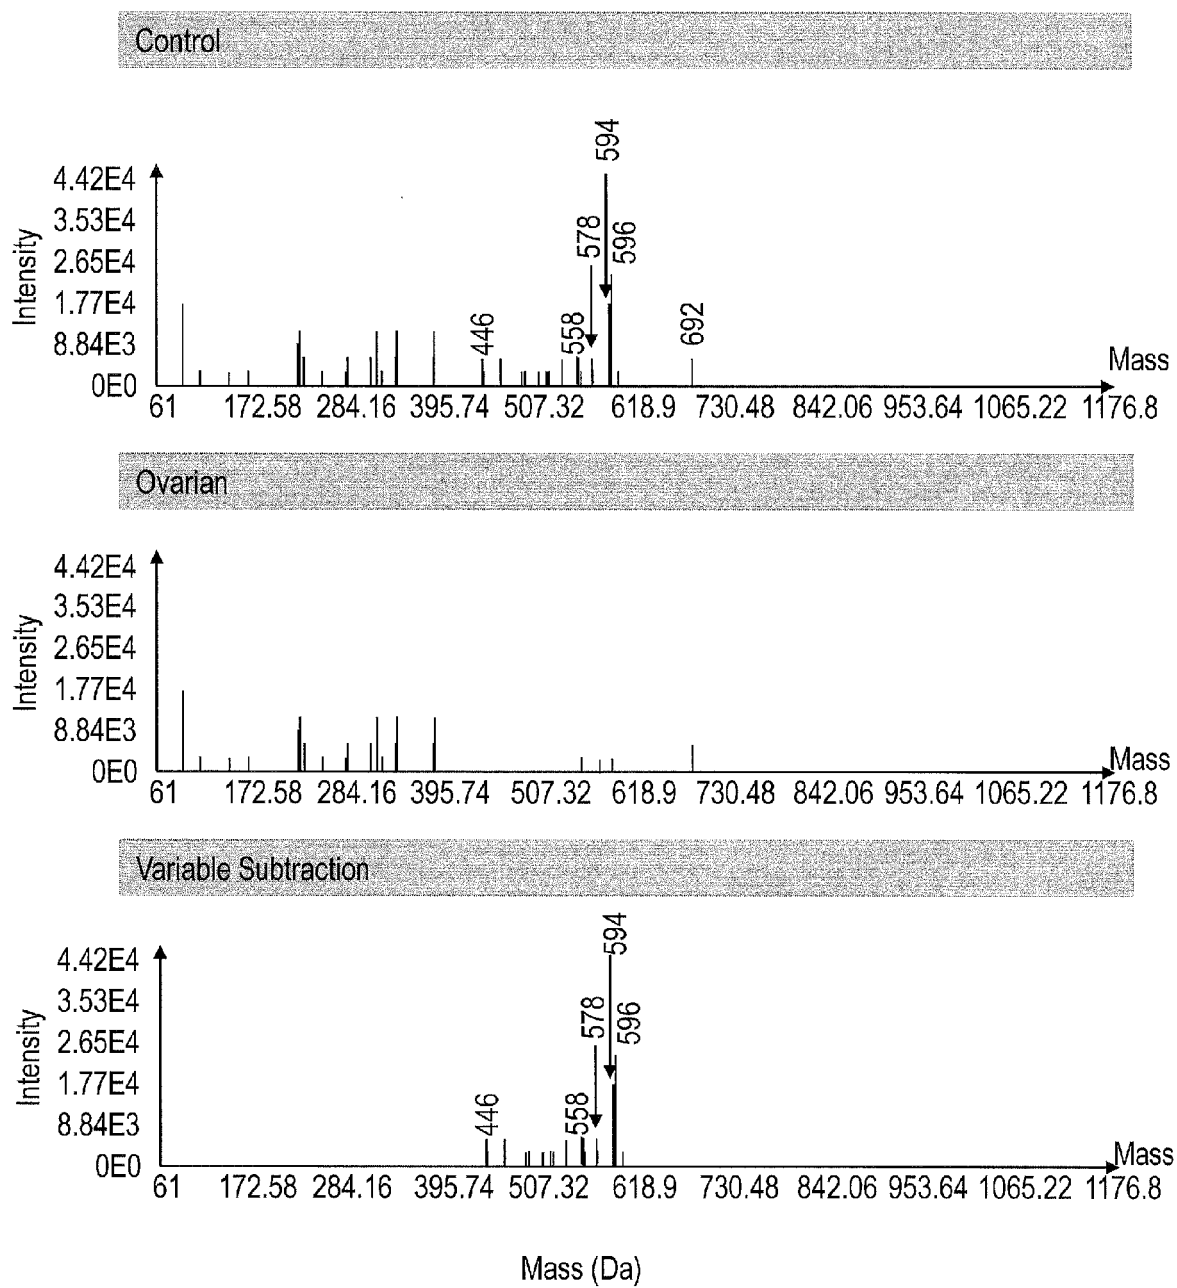 Control
594
4.42E4
3.53E4
578
596
2.65E4
Intensity
1.77E4
446
558
692
8.84E3
Mass
0E0
61 172.58 284.16 395.74 507.32 618.9 730.48 842.06 953.64 1065.22 1176.8
Ovarian
4.42E4
3.53E4
2.65E4
Intensity
1.77E4
8.84E3
Mass
0E0
61 172.58 284.16 395.74 507.32 618.9 730.48 842.06 953.64 1065.22 1176.8
Variable Subtraction
594
4.42E4
3.53E4
578
596
2.65E4
Intensity
1.77E4
446
558
8.84E3
Mass
0E0
61 172.58 284.16 395.74 507.32 618.9 730.48 842.06 953.64 1065.22 1176.8
Mass (Da)